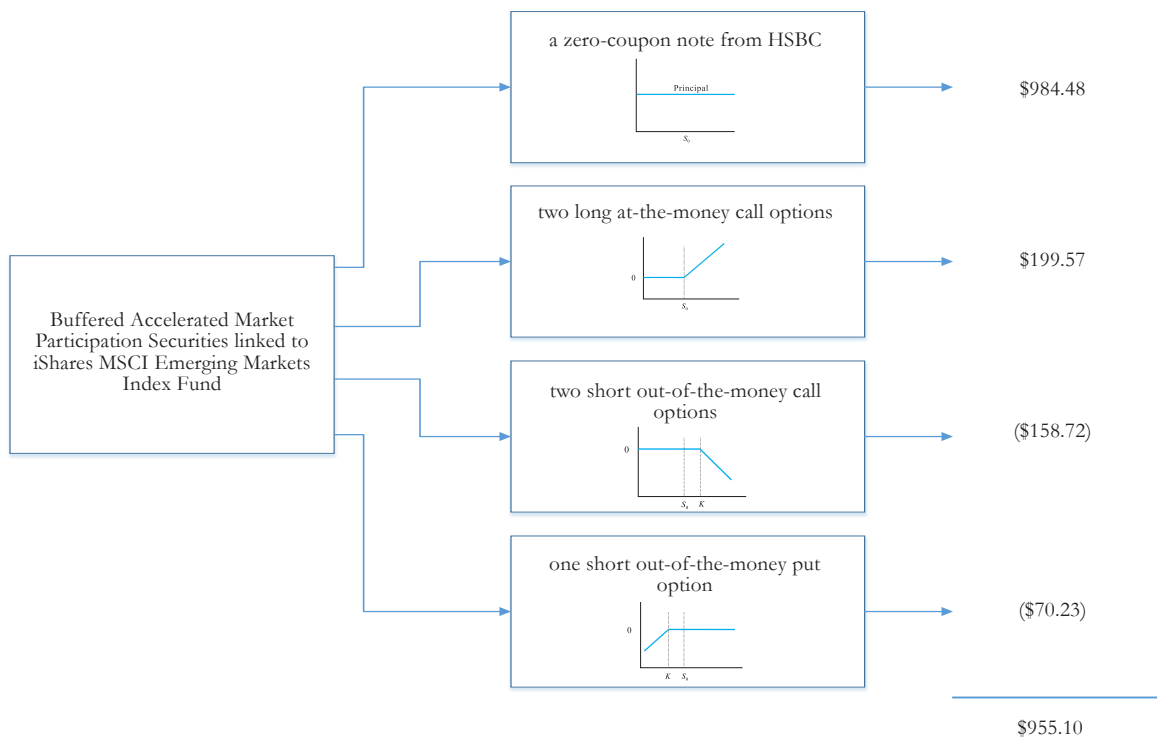 a zero-coupon note from HSBC
Principal
S₀
$984.48
two long at-the-money call options
0
S₀
$199.57
Buffered Accelerated Market
Participation Securities linked to
iShares MSCI Emerging Markets
Index Fund
two short out-of-the-money call
options
0
S₀ K
($158.72)
one short out-of-the-money put
option
0
K S₀
($70.23)
$955.10